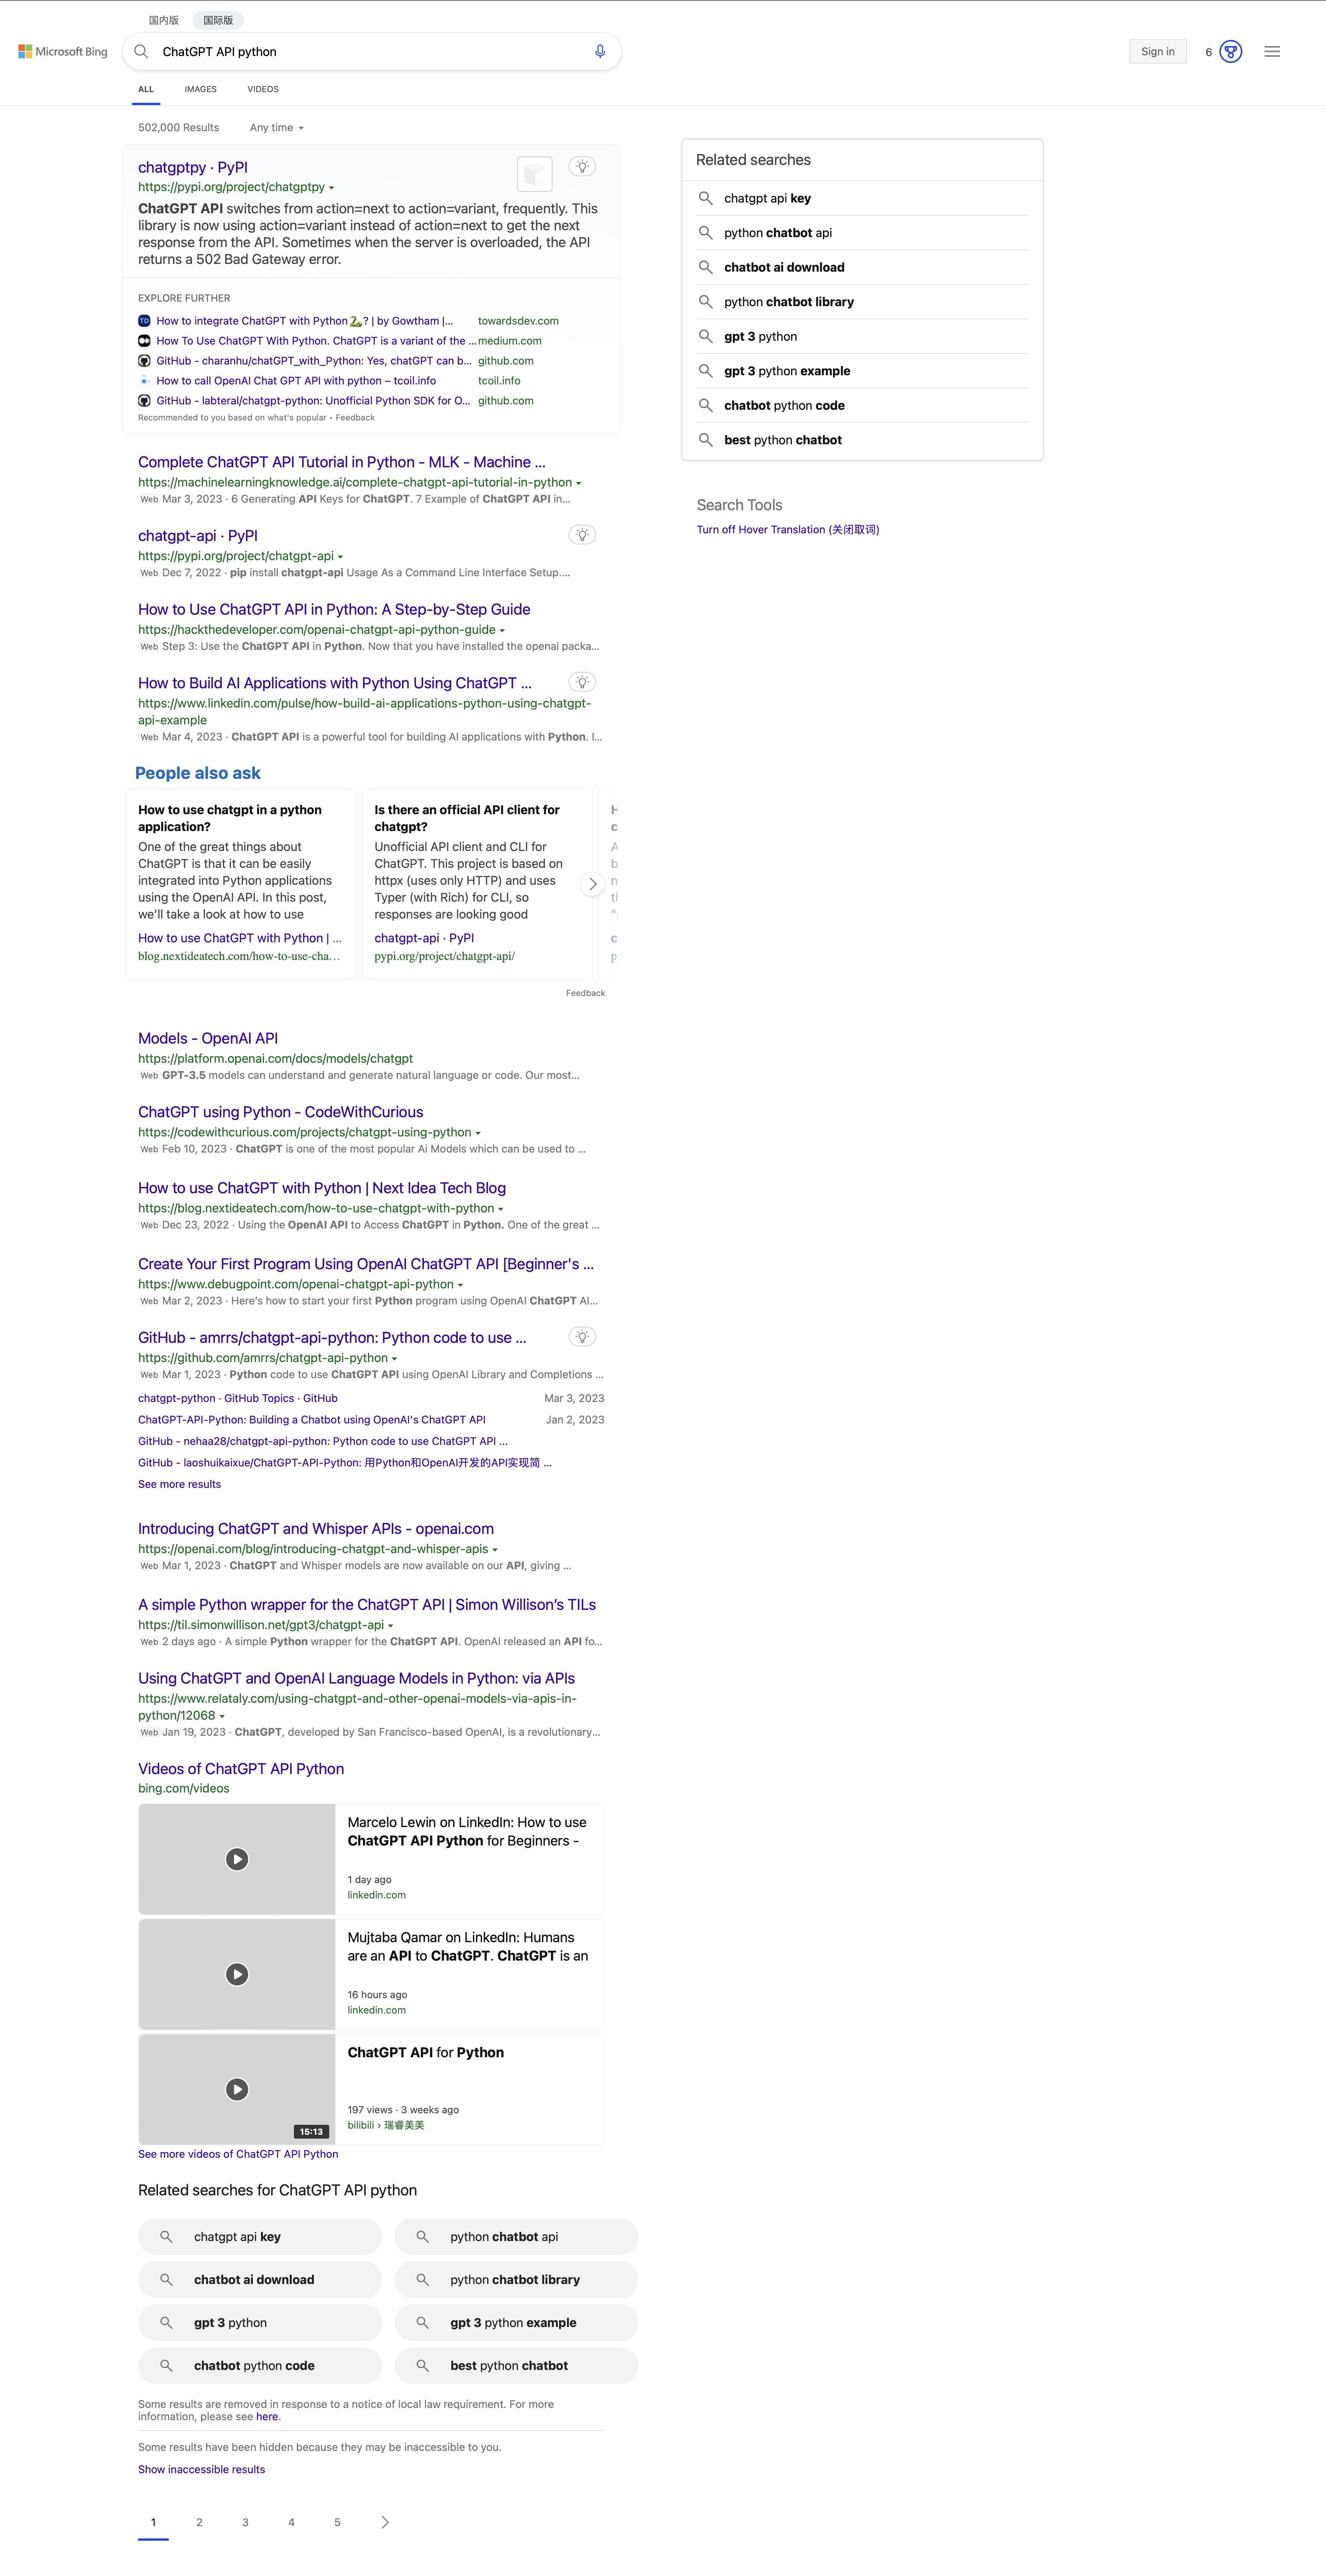 国内版 国际版
Microsoft Bing
ChatGPT API python
Sign in 6
ALL IMAGES VIDEOS
502,000 Results Any time
chatgptpy · PyPI
https://pypi.org/project/chatgptpy
ChatGPT API switches from action=next to action=variant, frequently. This
library is now using action=variant instead of action=next to get the next
response from the API. Sometimes when the server is overloaded, the API
returns a 502 Bad Gateway error.
EXPLORE FURTHER
How to integrate ChatGPT with Python🐍? | by Gowtham |... towardsdev.com
How To Use ChatGPT With Python. ChatGPT is a variant of the ... medium.com
GitHub - charanhu/chatGPT_with_Python: Yes, chatGPT can b... github.com
How to call OpenAI Chat GPT API with python – tcoil.info tcoil.info
GitHub - labteral/chatgpt-python: Unofficial Python SDK for O... github.com
Recommended to you based on what's popular • Feedback
Complete ChatGPT API Tutorial in Python - MLK - Machine ...
https://machinelearningknowledge.ai/complete-chatgpt-api-tutorial-in-python
Web Mar 3, 2023 · 6 Generating API Keys for ChatGPT. 7 Example of ChatGPT API in...
chatgpt-api · PyPI
https://pypi.org/project/chatgpt-api
Web Dec 7, 2022 · pip install chatgpt-api Usage As a Command Line Interface Setup....
How to Use ChatGPT API in Python: A Step-by-Step Guide
https://hackthedeveloper.com/openai-chatgpt-api-python-guide
Web Step 3: Use the ChatGPT API in Python. Now that you have installed the openai packa...
How to Build AI Applications with Python Using ChatGPT ...
https://www.linkedin.com/pulse/how-build-ai-applications-python-using-chatgpt-
api-example
Web Mar 4, 2023 · ChatGPT API is a powerful tool for building AI applications with Python. I...
People also ask
How to use chatgpt in a python
application?
One of the great things about
ChatGPT is that it can be easily
integrated into Python applications
using the OpenAI API. In this post,
we'll take a look at how to use
How to use ChatGPT with Python | ...
blog.nextideatech.com/how-to-use-cha…
Is there an official API client for
chatgpt?
Unofficial API client and CLI for
ChatGPT. This project is based on
httpx (uses only HTTP) and uses
Typer (with Rich) for CLI, so
responses are looking good
chatgpt-api · PyPI
pypi.org/project/chatgpt-api/
Feedback
Models - OpenAI API
https://platform.openai.com/docs/models/chatgpt
Web GPT-3.5 models can understand and generate natural language or code. Our most...
ChatGPT using Python - CodeWithCurious
https://codewithcurious.com/projects/chatgpt-using-python
Web Feb 10, 2023 · ChatGPT is one of the most popular Ai Models which can be used to ...
How to use ChatGPT with Python | Next Idea Tech Blog
https://blog.nextideatech.com/how-to-use-chatgpt-with-python
Web Dec 23, 2022 · Using the OpenAI API to Access ChatGPT in Python. One of the great ...
Create Your First Program Using OpenAI ChatGPT API [Beginner's ...
https://www.debugpoint.com/openai-chatgpt-api-python
Web Mar 2, 2023 · Here's how to start your first Python program using OpenAI ChatGPT AI...
GitHub - amrrs/chatgpt-api-python: Python code to use ...
https://github.com/amrrs/chatgpt-api-python
Web Mar 1, 2023 · Python code to use ChatGPT API using OpenAI Library and Completions ...
chatgpt-python · GitHub Topics · GitHub Mar 3, 2023
ChatGPT-API-Python: Building a Chatbot using OpenAI's ChatGPT API Jan 2, 2023
GitHub - nehaa28/chatgpt-api-python: Python code to use ChatGPT API ...
GitHub - laoshuikaixue/ChatGPT-API-Python: 用Python和OpenAI开发的API实现简 ...
See more results
Introducing ChatGPT and Whisper APIs - openai.com
https://openai.com/blog/introducing-chatgpt-and-whisper-apis
Web Mar 1, 2023 · ChatGPT and Whisper models are now available on our API, giving ...
A simple Python wrapper for the ChatGPT API | Simon Willison's TILs
https://til.simonwillison.net/gpt3/chatgpt-api
Web 2 days ago · A simple Python wrapper for the ChatGPT API. OpenAI released an API fo...
Using ChatGPT and OpenAI Language Models in Python: via APIs
https://www.relataly.com/using-chatgpt-and-other-openai-models-via-apis-in-
python/12068
Web Jan 19, 2023 · ChatGPT, developed by San Francisco-based OpenAI, is a revolutionary...
Videos of ChatGPT API Python
bing.com/videos
Marcelo Lewin on LinkedIn: How to use
ChatGPT API Python for Beginners -
1 day ago
linkedin.com
Mujtaba Qamar on LinkedIn: Humans
are an API to ChatGPT. ChatGPT is an
16 hours ago
linkedin.com
15:13
ChatGPT API for Python
197 views · 3 weeks ago
bilibili › 瑞睿美美
See more videos of ChatGPT API Python
Related searches for ChatGPT API python
chatgpt api key
python chatbot api
chatbot ai download
python chatbot library
gpt 3 python
gpt 3 python example
chatbot python code
best python chatbot
Some results are removed in response to a notice of local law requirement. For more
information, please see here.
Some results have been hidden because they may be inaccessible to you.
Show inaccessible results
1 2 3 4 5
Related searches
chatgpt api key
python chatbot api
chatbot ai download
python chatbot library
gpt 3 python
gpt 3 python example
chatbot python code
best python chatbot
Search Tools
Turn off Hover Translation (关闭取词)